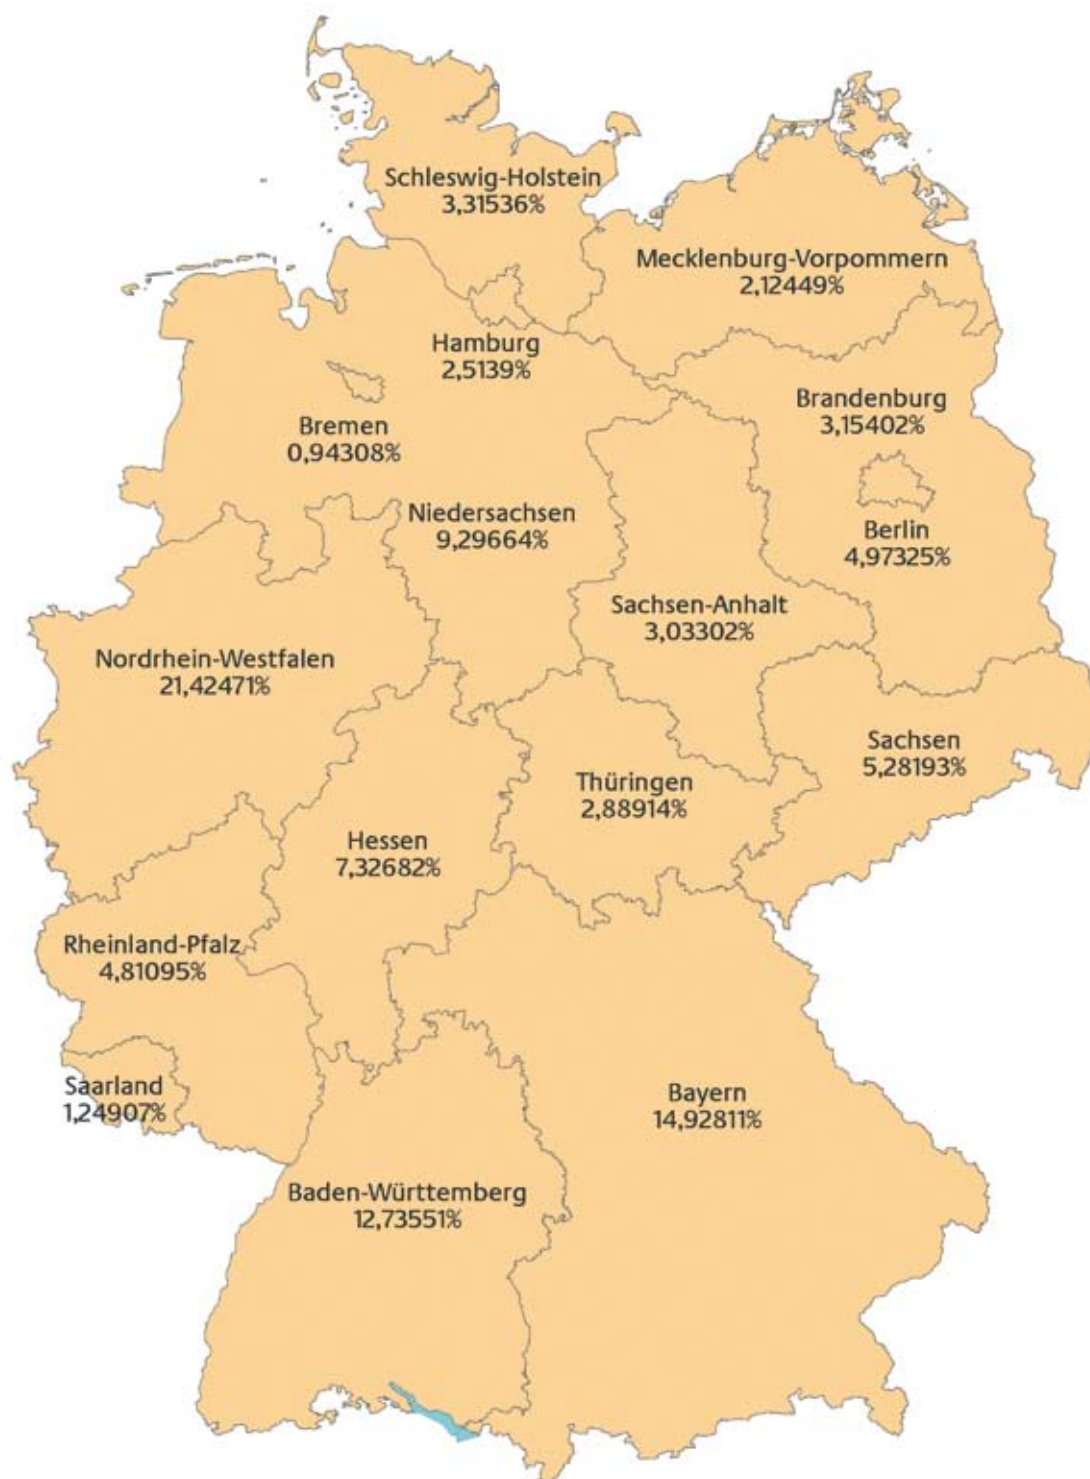 Schleswig-Holstein
3,31536%
Mecklenburg-Vorpommern
2,12449%
Hamburg
2,5139%
Brandenburg
3,15402%
Bremen
0,94308%
Niedersachsen
9,29664%
Berlin
4,97325%
Sachsen-Anhalt
3,03302%
Nordrhein-Westfalen
21,42471%
Sachsen
5,28193%
Thüringen
2,88914%
Hessen
7,32682%
Rheinland-Pfalz
4,81095%
Saarland
1,24907%
Bayern
14,92811%
Baden-Württemberg
12,73551%